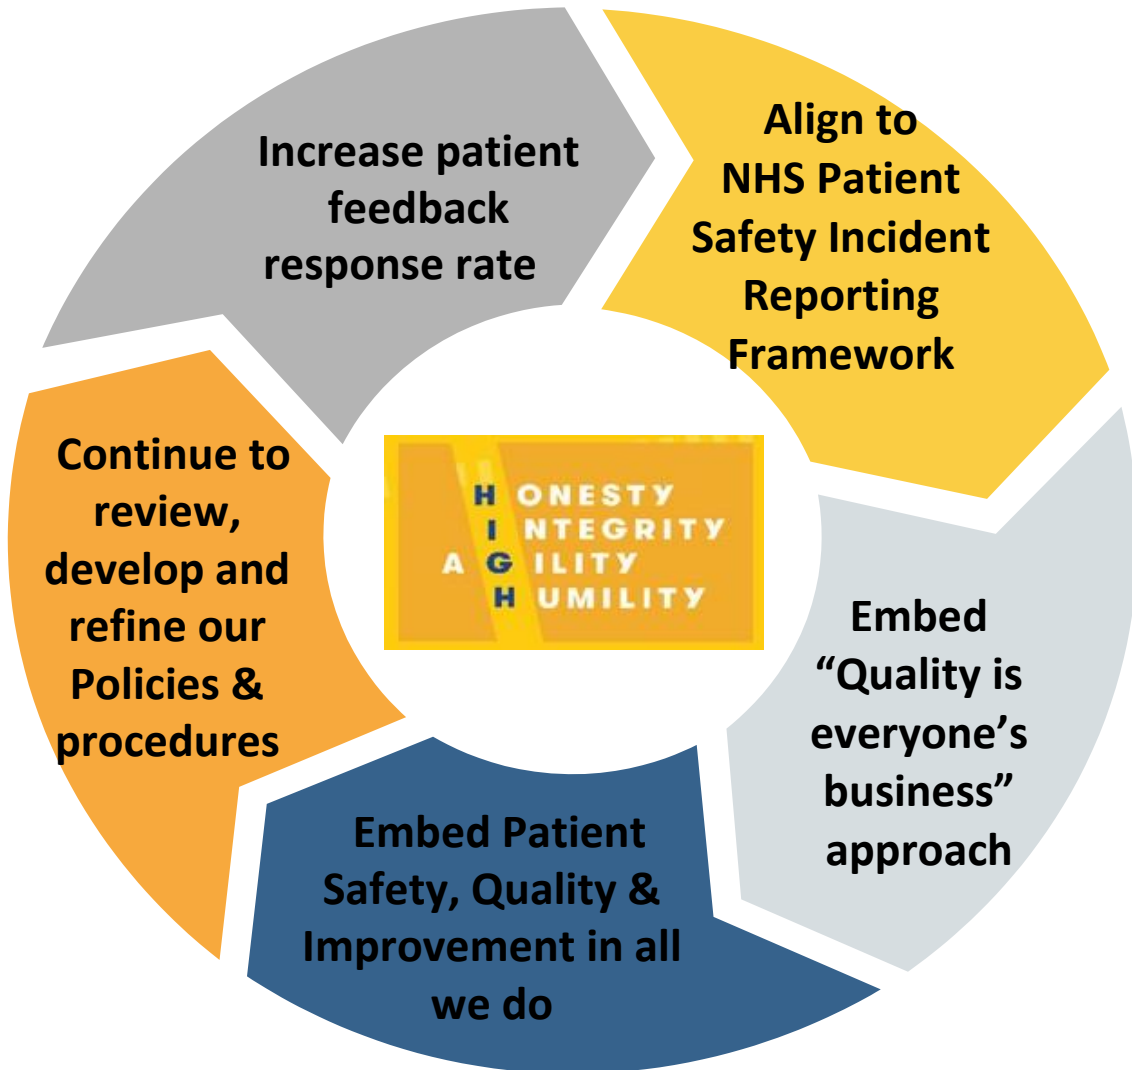 Increase patient
feedback
response rate
Align to
NHS Patient
Safety Incident
Reporting
Framework
Embed
“Quality is
everyone’s
business”
approach
Embed Patient
Safety, Quality &
Improvement in all
we do
Continue to
review,
develop and
refine our
Policies &
procedures
HONESTY
INTEGRITY
AGILITY
HUMILITY